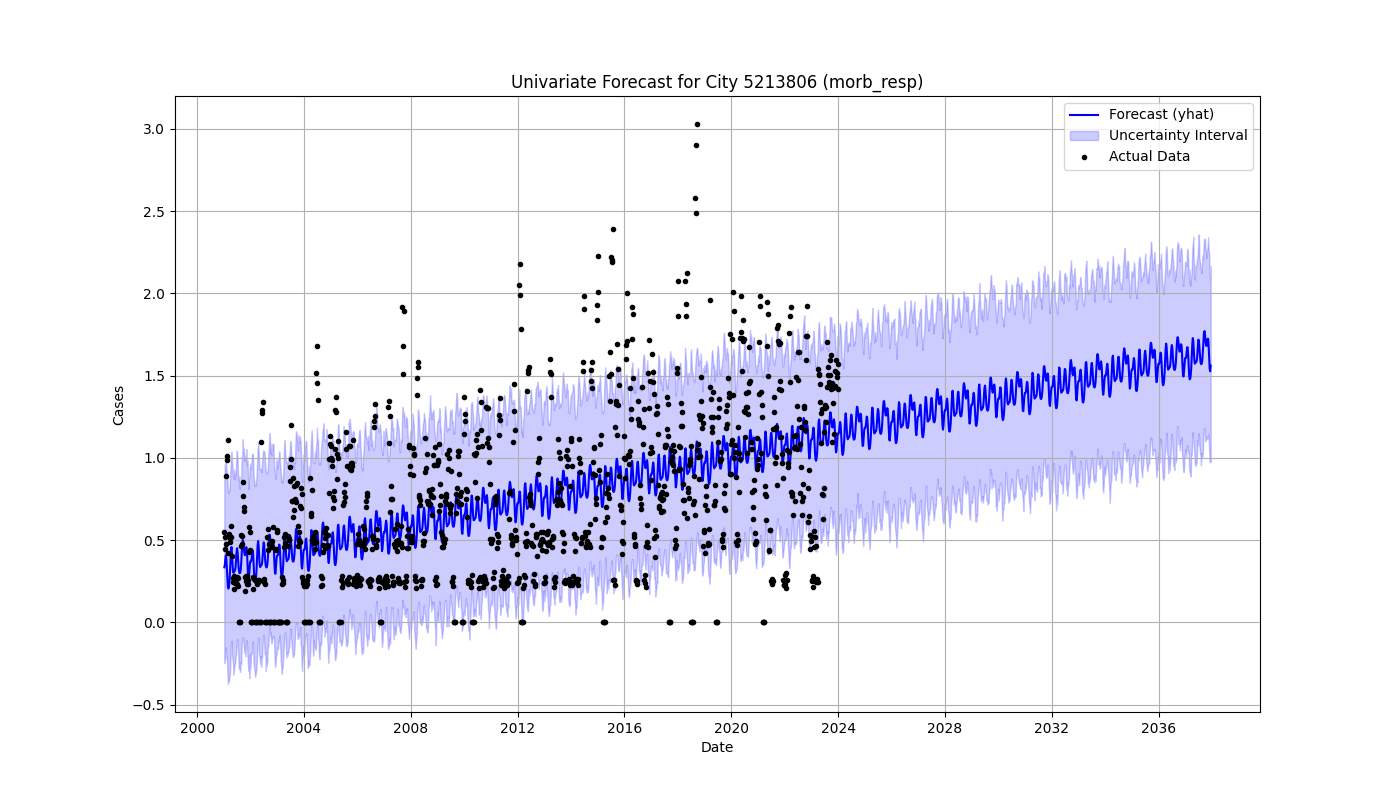 Univariate Forecast for City 5213806 (morb_resp)
Forecast (yhat)
Uncertainty Interval
Actual Data
Cases
3.0
2.5
2.0
1.5
1.0
0.5
0.0
−0.5
2000 2004 2008 2012 2016 2020 2024 2028 2032 2036
Date